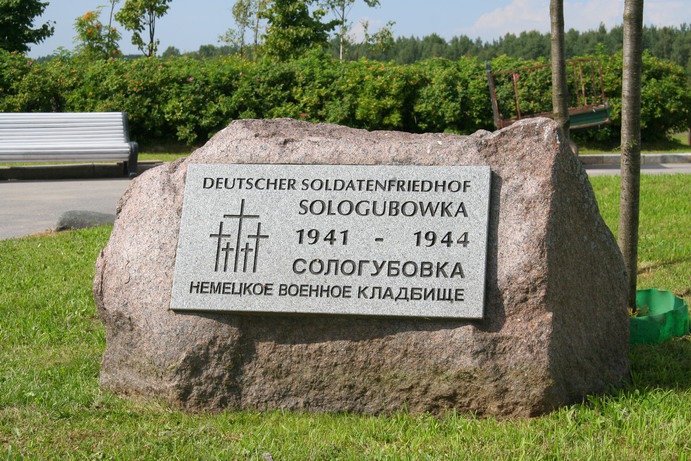 DEUTSCHER SOLDATENFRIEDHOF
SOLOGUBOWKA
1941 - 1944
СОЛОГУБОВКА
НЕМЕЦКОЕ ВОЕННОЕ КЛАДБИЩЕ